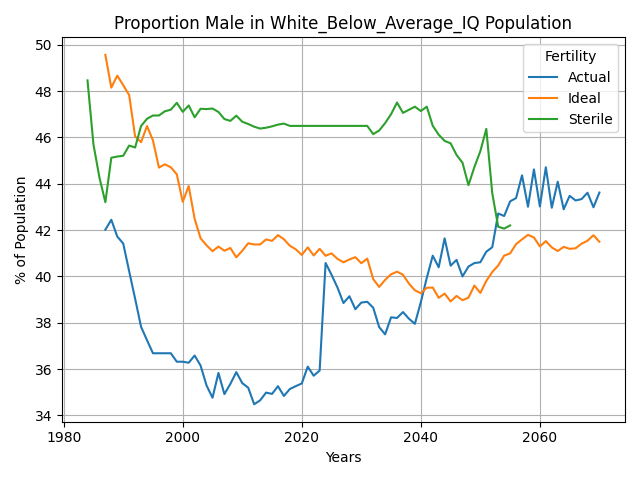 Proportion Male in White_Below_Average_IQ Population
% of Population
50
48
46
44
42
40
38
36
34
1980
2000
2020
2040
2060
Years
Fertility
Actual
Ideal
Sterile